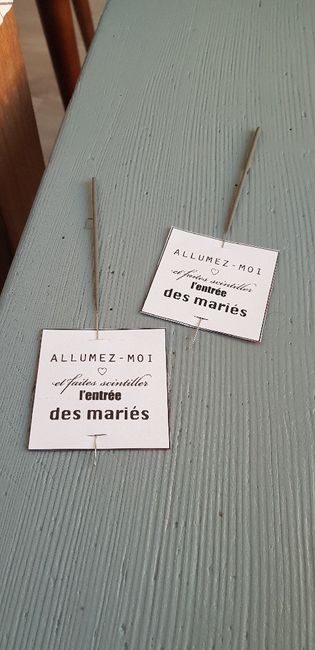 ALLUMEZ-MOI
et faites scintiller
l'entrée
des mariés
ALLUMEZ-MOI
et faites scintiller
l'entrée
des mariés